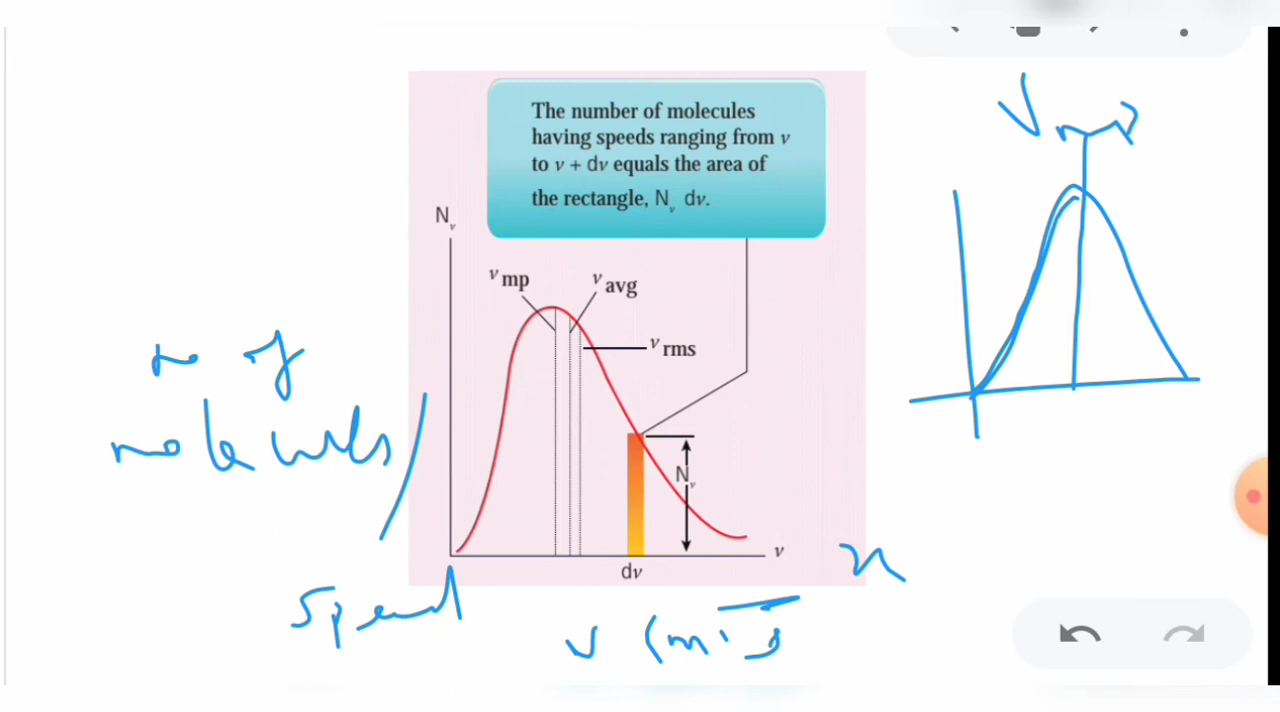 The number of molecules
having speeds ranging from v
to v + dv equals the area of
the rectangle, Nv dv.
Nv
v mp
v avg
v rms
Nv
v
dv
no of
molecules/
speed
v (m.
x
V